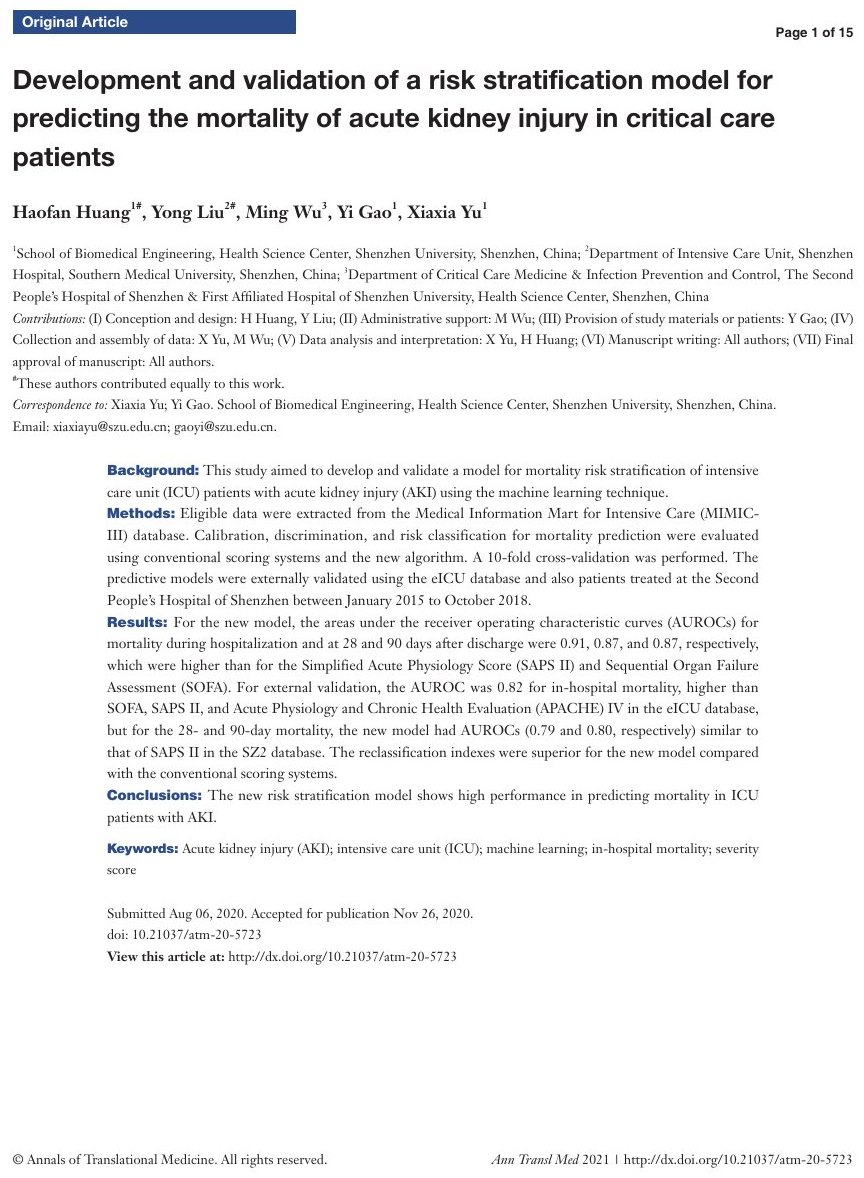 Original Article
Page 1 of 15
Development and validation of a risk stratification model for
predicting the mortality of acute kidney injury in critical care
patients
Haofan Huang1#, Yong Liu2#, Ming Wu3, Yi Gao1, Xiaxia Yu1
1School of Biomedical Engineering, Health Science Center, Shenzhen University, Shenzhen, China; 2Department of Intensive Care Unit, Shenzhen
Hospital, Southern Medical University, Shenzhen, China; 3Department of Critical Care Medicine & Infection Prevention and Control, The Second
People's Hospital of Shenzhen & First Affiliated Hospital of Shenzhen University, Health Science Center, Shenzhen, China
Contributions: (I) Conception and design: H Huang, Y Liu; (II) Administrative support: M Wu; (III) Provision of study materials or patients: Y Gao; (IV)
Collection and assembly of data: X Yu, M Wu; (V) Data analysis and interpretation: X Yu, H Huang; (VI) Manuscript writing: All authors; (VII) Final
approval of manuscript: All authors.
#These authors contributed equally to this work.
Correspondence to: Xiaxia Yu; Yi Gao. School of Biomedical Engineering, Health Science Center, Shenzhen University, Shenzhen, China.
Email: xiaxiayu@szu.edu.cn; gaoyi@szu.edu.cn.
Background: This study aimed to develop and validate a model for mortality risk stratification of intensive
care unit (ICU) patients with acute kidney injury (AKI) using the machine learning technique.
Methods: Eligible data were extracted from the Medical Information Mart for Intensive Care (MIMIC-
III) database. Calibration, discrimination, and risk classification for mortality prediction were evaluated
using conventional scoring systems and the new algorithm. A 10-fold cross-validation was performed. The
predictive models were externally validated using the eICU database and also patients treated at the Second
People's Hospital of Shenzhen between January 2015 to October 2018.
Results: For the new model, the areas under the receiver operating characteristic curves (AUROCs) for
mortality during hospitalization and at 28 and 90 days after discharge were 0.91, 0.87, and 0.87, respectively,
which were higher than for the Simplified Acute Physiology Score (SAPS II) and Sequential Organ Failure
Assessment (SOFA). For external validation, the AUROC was 0.82 for in-hospital mortality, higher than
SOFA, SAPS II, and Acute Physiology and Chronic Health Evaluation (APACHE) IV in the eICU database,
but for the 28- and 90-day mortality, the new model had AUROCs (0.79 and 0.80, respectively) similar to
that of SAPS II in the SZ2 database. The reclassification indexes were superior for the new model compared
with the conventional scoring systems.
Conclusions: The new risk stratification model shows high performance in predicting mortality in ICU
patients with AKI.
Keywords: Acute kidney injury (AKI); intensive care unit (ICU); machine learning; in-hospital mortality; severity
score
Submitted Aug 06, 2020. Accepted for publication Nov 26, 2020.
doi: 10.21037/atm-20-5723
View this article at: http://dx.doi.org/10.21037/atm-20-5723
© Annals of Translational Medicine. All rights reserved.
Ann Transl Med 2021 | http://dx.doi.org/10.21037/atm-20-5723